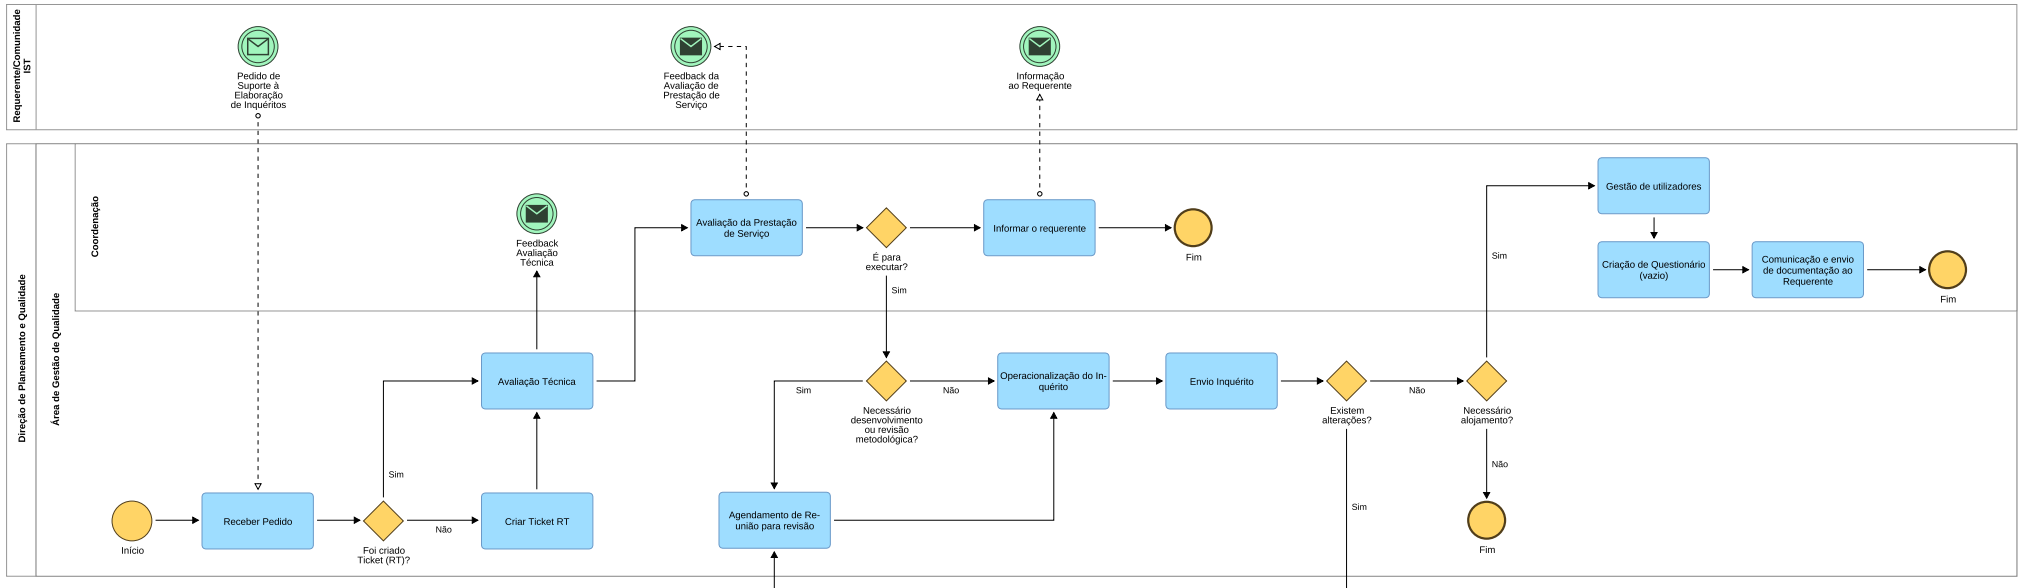 Requerente/Comunidade
IST
Pedido de
Suporte à
Elaboração
de Inquéritos
Feedback da
Avaliação de
Prestação de
Serviço
Informação
ao Requerente
Direção de Planeamento e Qualidade
Área de Gestão de Qualidade
Coordenação
Feedback
Avaliação
Técnica
Avaliação da Prestação
de Serviço
É para
executar?
Sim
Informar o requerente
Fim
Sim
Gestão de utilizadores
Criação de Questionário
(vazio)
Comunicação e envio
de documentação ao
Requerente
Fim
Início
Receber Pedido
Foi criado
Ticket (RT)?
Sim
Não
Criar Ticket RT
Avaliação Técnica
Sim
Necessário
desenvolvimento
ou revisão
metodológica?
Não
Operacionalização do In-
quérito
Envio Inquérito
Existem
alterações?
Não
Necessário
alojamento?
Não
Sim
Agendamento de Re-
união para revisão
Fim